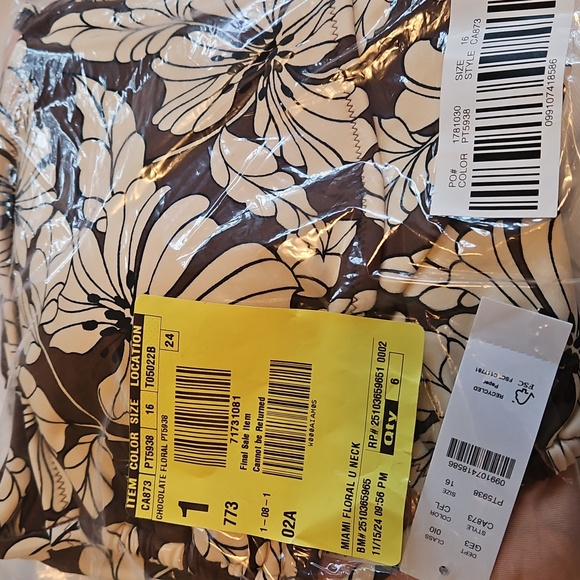 PO# 1781030 SIZE 16
COLOR PT5938 STYLE CA873
099107418586
ITEM COLOR SIZE LOCATION
CA873 PT5938 16 T05022B
24
CHOCOLATE FLORAL PT5938
71731081
Final Sale Item
Cannot be Returned
1
773
1-08-1
02A
MIAMI FLORAL U NECK
BM# 2510365965 RP# 25103659651 0002
11/15/24 09:56 PM Qty 6
FSC
RECYCLED
Paper
099107418586
PT5938 16
COLOR SIZE
CA873 CFL
STYLE
GE3 010
DEPT CLASS